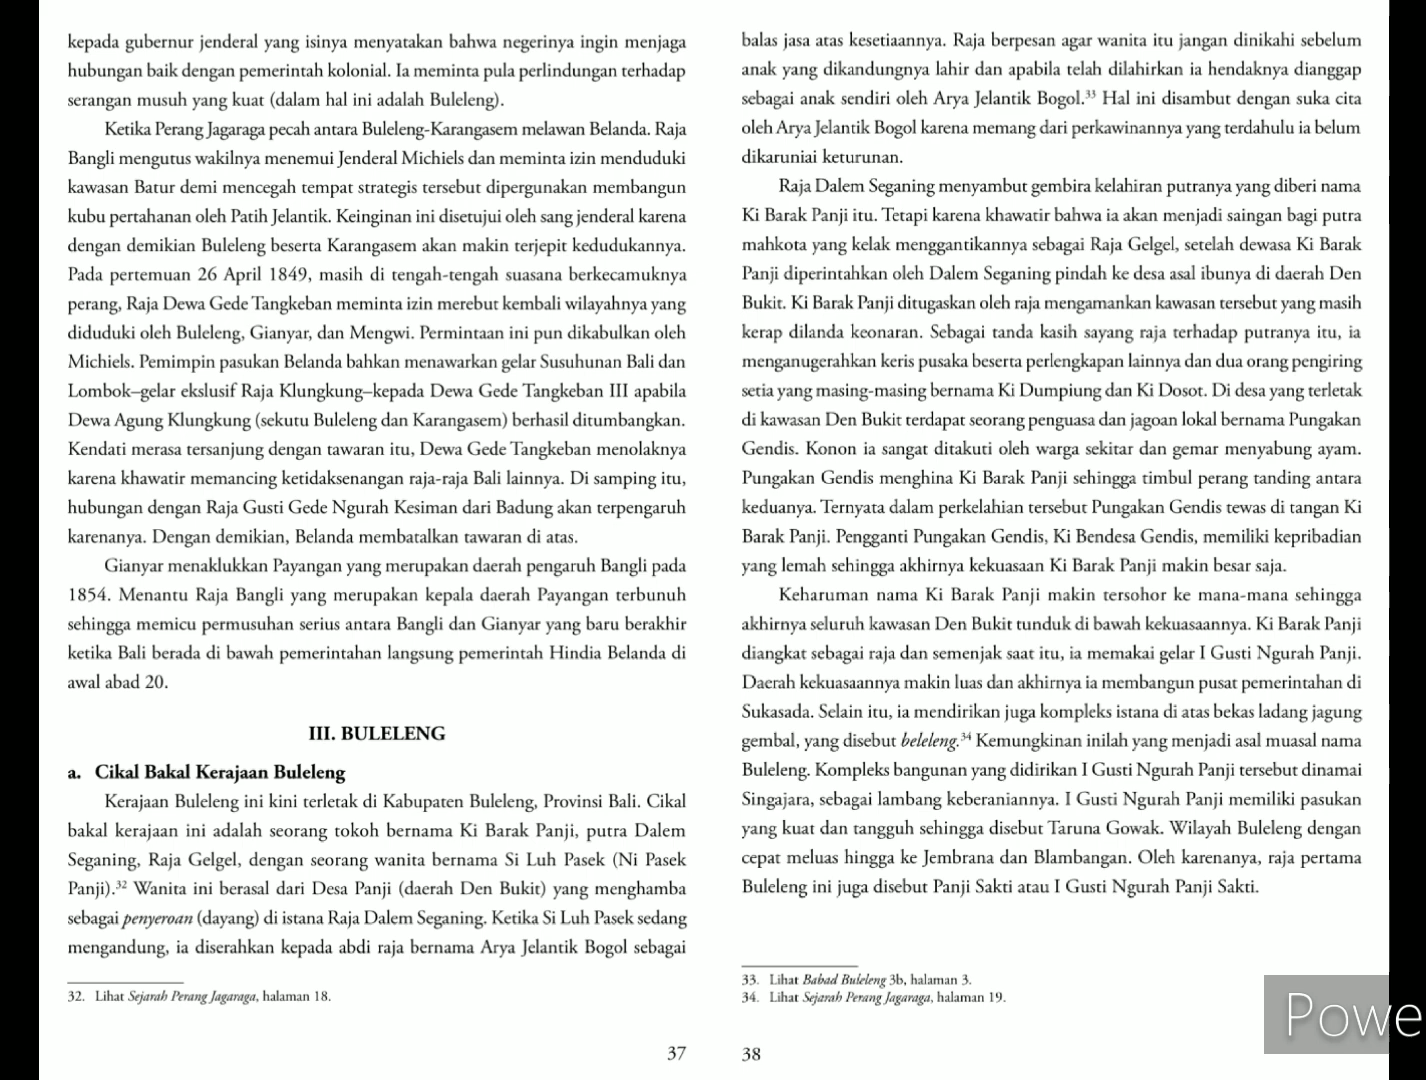 kepada gubernur jenderal yang isinya menyatakan bahwa negerinya ingin menjaga
hubungan baik dengan pemerintah kolonial. Ia meminta pula perlindungan terhadap
serangan musuh yang kuat (dalam hal ini adalah Buleleng).
Ketika Perang Jagaraga pecah antara Buleleng-Karangasem melawan Belanda. Raja
Bangli mengutus wakilnya menemui Jenderal Michiels dan meminta izin menduduki
kawasan Batur demi mencegah tempat strategis tersebut dipergunakan membangun
kubu pertahanan oleh Patih Jelantik. Keinginan ini disetujui oleh sang jenderal karena
dengan demikian Buleleng beserta Karangasem akan makin terjepit kedudukannya.
Pada pertemuan 26 April 1849, masih di tengah-tengah suasana berkecamuknya
perang, Raja Dewa Gede Tangkeban meminta izin merebut kembali wilayahnya yang
diduduki oleh Buleleng, Gianyar, dan Mengwi. Permintaan ini pun dikabulkan oleh
Michiels. Pemimpin pasukan Belanda bahkan menawarkan gelar Susuhunan Bali dan
Lombok–gelar ekslusif Raja Klungkung–kepada Dewa Gede Tangkeban III apabila
Dewa Agung Klungkung (sekutu Buleleng dan Karangasem) berhasil ditumbangkan.
Kendati merasa tersanjung dengan tawaran itu, Dewa Gede Tangkeban menolaknya
karena khawatir memancing ketidaksenangan raja-raja Bali lainnya. Di samping itu,
hubungan dengan Raja Gusti Gede Ngurah Kesiman dari Badung akan terpengaruh
karenanya. Dengan demikian, Belanda membatalkan tawaran di atas.
Gianyar menaklukkan Payangan yang merupakan daerah pengaruh Bangli pada
1854. Menantu Raja Bangli yang merupakan kepala daerah Payangan terbunuh
sehingga memicu permusuhan serius antara Bangli dan Gianyar yang baru berakhir
ketika Bali berada di bawah pemerintahan langsung pemerintah Hindia Belanda di
awal abad 20.
III. BULELENG
a. Cikal Bakal Kerajaan Buleleng
Kerajaan Buleleng ini kini terletak di Kabupaten Buleleng, Provinsi Bali. Cikal
bakal kerajaan ini adalah seorang tokoh bernama Ki Barak Panji, putra Dalem
Seganing, Raja Gelgel, dengan seorang wanita bernama Si Luh Pasek (Ni Pasek
Panji).³² Wanita ini berasal dari Desa Panji (daerah Den Bukit) yang menghamba
sebagai penyeroan (dayang) di istana Raja Dalem Seganing. Ketika Si Luh Pasek sedang
mengandung, ia diserahkan kepada abdi raja bernama Arya Jelantik Bogol sebagai
32. Lihat Sejarah Perang Jagaraga, halaman 18.
37
balas jasa atas kesetiaannya. Raja berpesan agar wanita itu jangan dinikahi sebelum
anak yang dikandungnya lahir dan apabila telah dilahirkan ia hendaknya dianggap
sebagai anak sendiri oleh Arya Jelantik Bogol.³³ Hal ini disambut dengan suka cita
oleh Arya Jelantik Bogol karena memang dari perkawinannya yang terdahulu ia belum
dikaruniai keturunan.
Raja Dalem Seganing menyambut gembira kelahiran putranya yang diberi nama
Ki Barak Panji itu. Tetapi karena khawatir bahwa ia akan menjadi saingan bagi putra
mahkota yang kelak menggantikannya sebagai Raja Gelgel, setelah dewasa Ki Barak
Panji diperintahkan oleh Dalem Seganing pindah ke desa asal ibunya di daerah Den
Bukit. Ki Barak Panji ditugaskan oleh raja mengamankan kawasan tersebut yang masih
kerap dilanda keonaran. Sebagai tanda kasih sayang raja terhadap putranya itu, ia
menganugerahkan keris pusaka beserta perlengkapan lainnya dan dua orang pengiring
setia yang masing-masing bernama Ki Dumpiung dan Ki Dosot. Di desa yang terletak
di kawasan Den Bukit terdapat seorang penguasa dan jagoan lokal bernama Pungakan
Gendis. Konon ia sangat ditakuti oleh warga sekitar dan gemar menyabung ayam.
Pungakan Gendis menghina Ki Barak Panji sehingga timbul perang tanding antara
keduanya. Ternyata dalam perkelahian tersebut Pungakan Gendis tewas di tangan Ki
Barak Panji. Pengganti Pungakan Gendis, Ki Bendesa Gendis, memiliki kepribadian
yang lemah sehingga akhirnya kekuasaan Ki Barak Panji makin besar saja.
Keharuman nama Ki Barak Panji makin tersohor ke mana-mana sehingga
akhirnya seluruh kawasan Den Bukit tunduk di bawah kekuasaannya. Ki Barak Panji
diangkat sebagai raja dan semenjak saat itu, ia memakai gelar I Gusti Ngurah Panji.
Daerah kekuasaannya makin luas dan akhirnya ia membangun pusat pemerintahan di
Sukasada. Selain itu, ia mendirikan juga kompleks istana di atas bekas ladang jagung
gembal, yang disebut beleleng.³⁴ Kemungkinan inilah yang menjadi asal muasal nama
Buleleng. Kompleks bangunan yang didirikan I Gusti Ngurah Panji tersebut dinamai
Singajara, sebagai lambang keberaniannya. I Gusti Ngurah Panji memiliki pasukan
yang kuat dan tangguh sehingga disebut Taruna Gowak. Wilayah Buleleng dengan
cepat meluas hingga ke Jembrana dan Blambangan. Oleh karenanya, raja pertama
Buleleng ini juga disebut Panji Sakti atau I Gusti Ngurah Panji Sakti.
33. Lihat Babad Buleleng 3b, halaman 3.
34. Lihat Sejarah Perang Jagaraga, halaman 19.
38
Powe